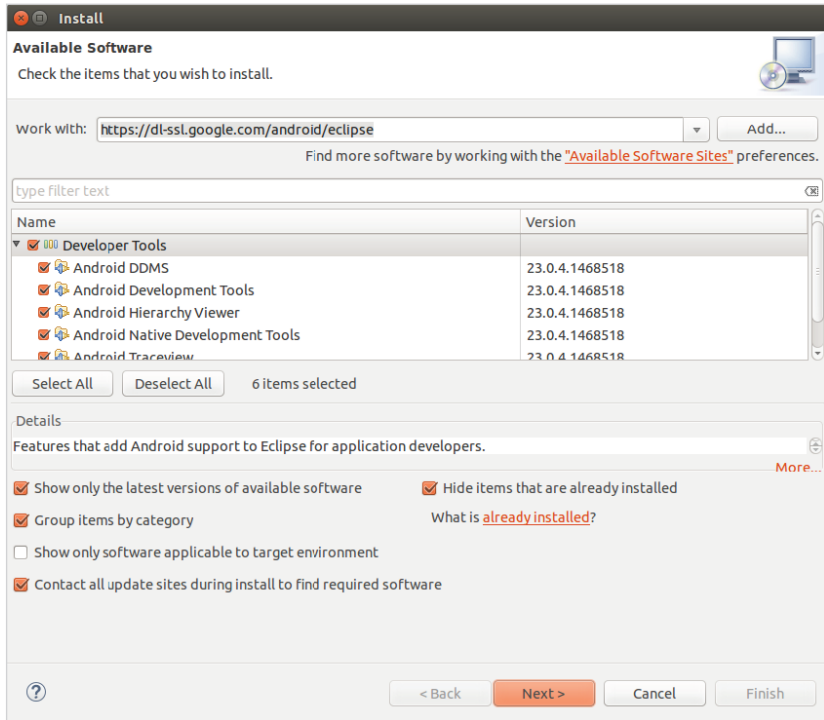 Install
Available Software
Check the items that you wish to install.
Work with: https://dl-ssl.google.com/android/eclipse Add...
Find more software by working with the "Available Software Sites" preferences.
type filter text
Name Version
Developer Tools
Android DDMS 23.0.4.1468518
Android Development Tools 23.0.4.1468518
Android Hierarchy Viewer 23.0.4.1468518
Android Native Development Tools 23.0.4.1468518
Android Traceview 23.0.4.1468518
Select All Deselect All 6 items selected
Details
Features that add Android support to Eclipse for application developers.
More...
Show only the latest versions of available software Hide items that are already installed
Group items by category What is already installed?
Show only software applicable to target environment
Contact all update sites during install to find required software
? < Back Next > Cancel Finish